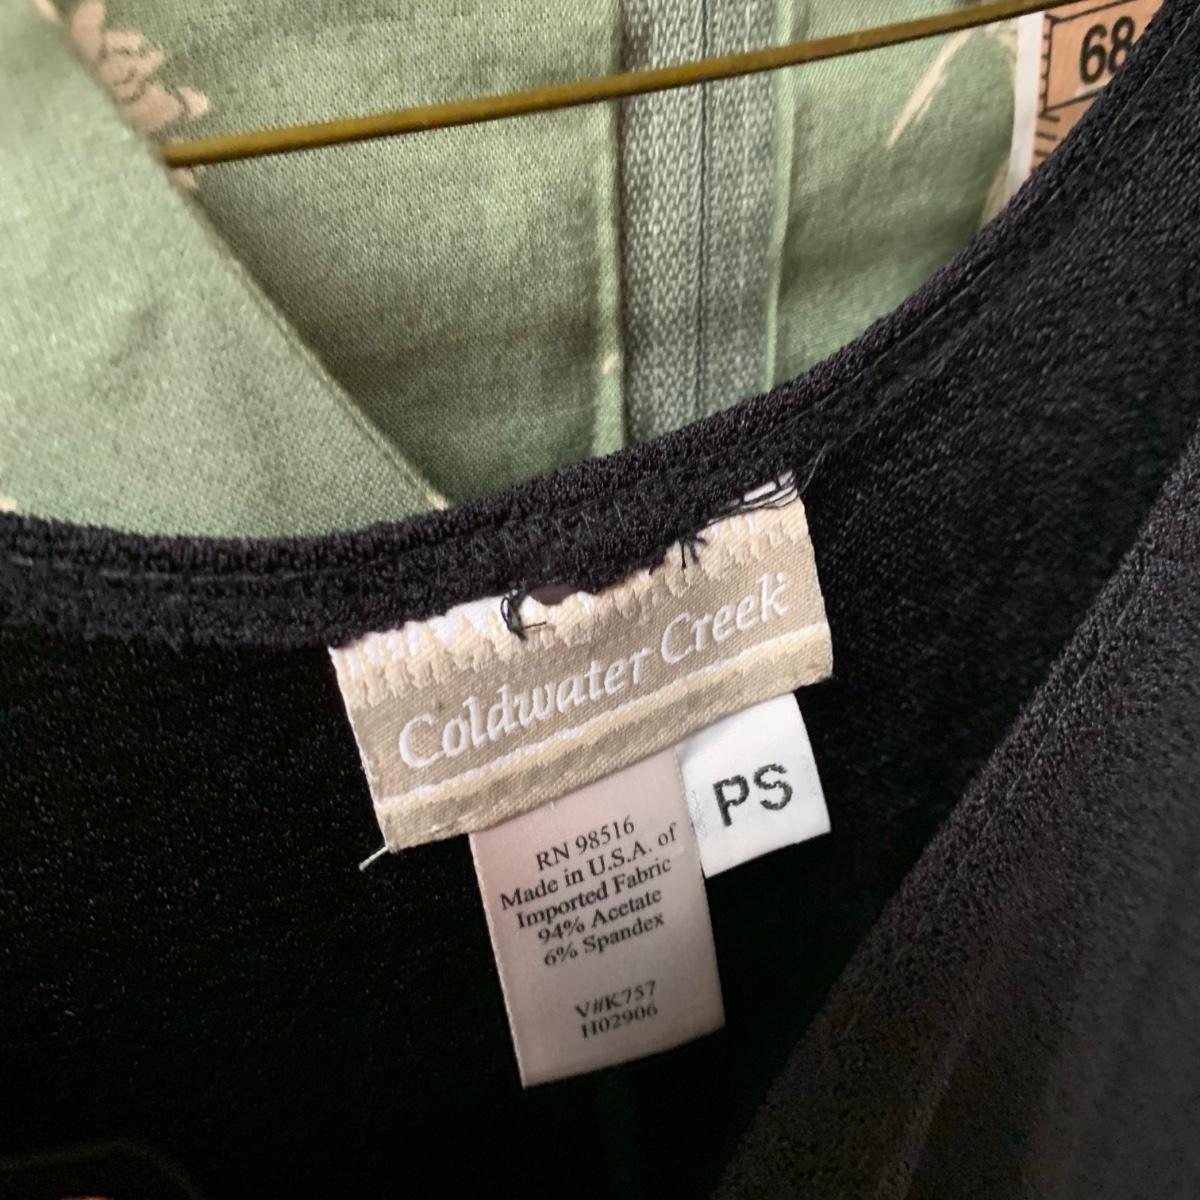 68
Coldwater Creek
PS
RN 98516
Made in U.S.A. of
Imported Fabric
94% Acetate
6% Spandex
V#K757
H02906